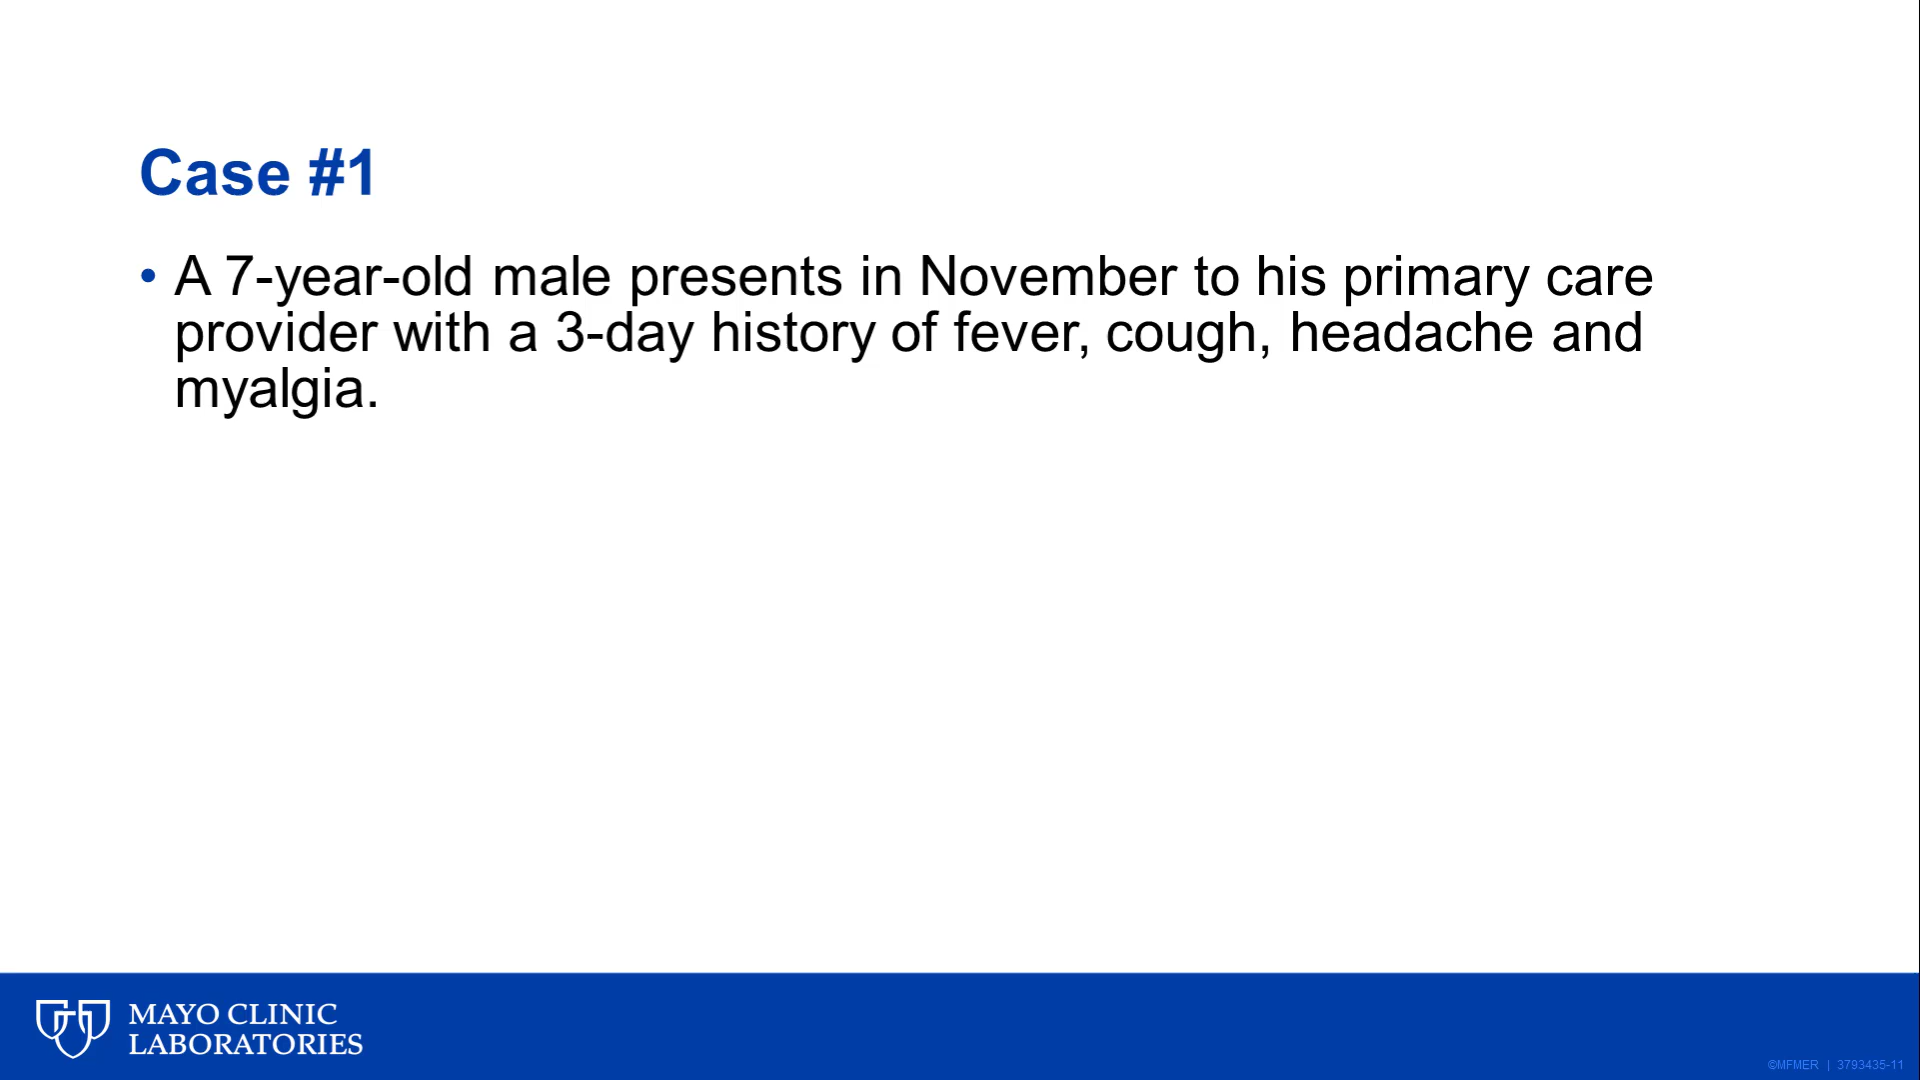 Case #1
• A 7-year-old male presents in November to his primary care
provider with a 3-day history of fever, cough, headache and
myalgia.
MAYO CLINIC
LABORATORIES
©MFMER | 3793435-11